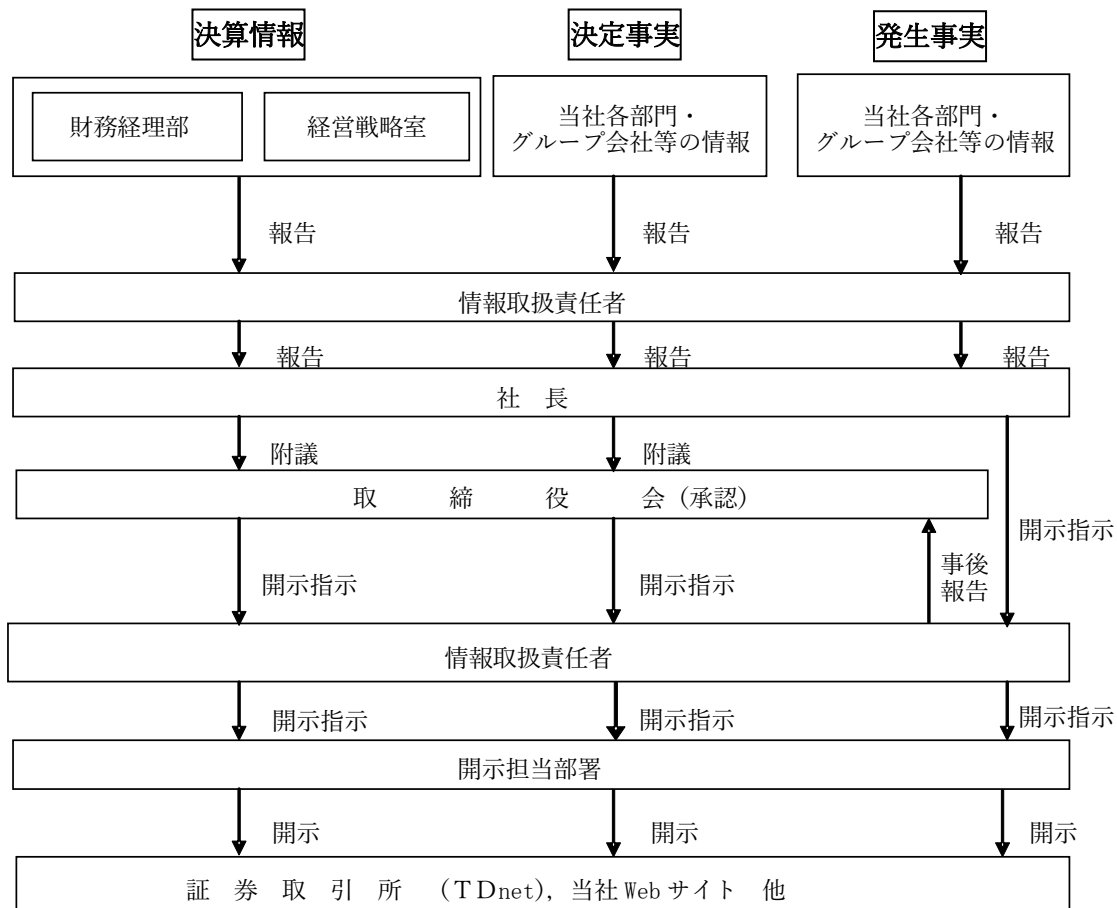 決算情報 決定事実 発生事実
財務経理部 経営戦略室
当社各部門・
グループ会社等の情報
当社各部門・
グループ会社等の情報
報告 報告 報告
情報取扱責任者
報告 報告 報告
社 長
附議 附議
取 締 役 会 (承認)
開示指示
事後
報告
開示指示 開示指示
情報取扱責任者
開示指示 開示指示 開示指示
開示担当部署
開示 開示 開示
証 券 取 引 所 (TDnet), 当社 Web サイト 他